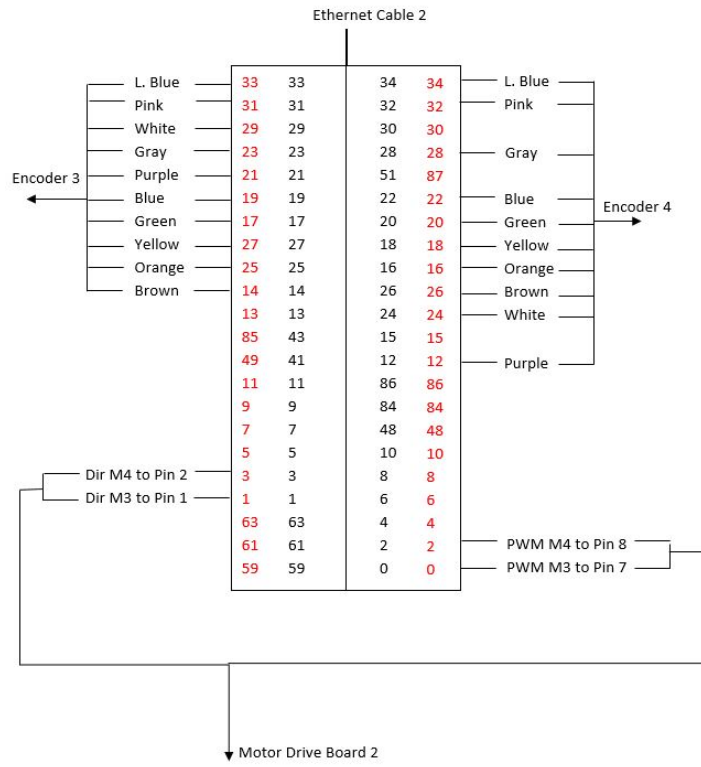 Ethernet Cable 2
L. Blue 33 33 34 34 L. Blue
Pink 31 31 32 32 Pink
White 29 29 30 30
Gray 23 23 28 28 Gray
Purple 21 21 51 87
Encoder 3
Blue 19 19 22 22 Blue
Encoder 4
Green 17 17 20 20 Green
Yellow 27 27 18 18 Yellow
Orange 25 25 16 16 Orange
Brown 14 14 26 26 Brown
13 13 24 24 White
85 43 15 15
49 41 12 12 Purple
11 11 86 86
9 9 84 84
7 7 48 48
5 5 10 10
Dir M4 to Pin 2 3 3 8 8
Dir M3 to Pin 1 1 1 6 6
63 63 4 4
61 61 2 2 PWM M4 to Pin 8
59 59 0 0 PWM M3 to Pin 7
Motor Drive Board 2